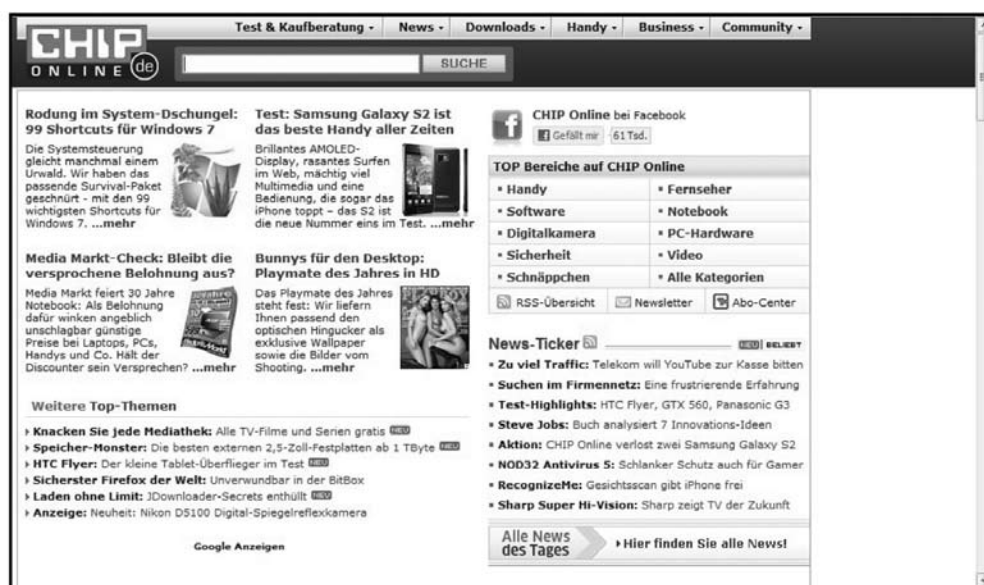 Test & Kaufberatung News Downloads Handy Business Community
CHIP
ONLINE de
SUCHE
Rodung im System-Dschungel:
99 Shortcuts für Windows 7
Die Systemsteuerung
gleicht manchmal einem
Urwald. Wir haben das
passende Survival-Paket
geschnürt - mit den 99
wichtigsten Shortcuts für
Windows 7. ...mehr
Test: Samsung Galaxy S2 ist
das beste Handy aller Zeiten
Brillantes AMOLED-
Display, rasantes Surfen
im Web, mächtig viel
Multimedia und eine
Bedienung, die sogar das
iPhone toppt – das S2 ist
die neue Nummer eins im Test. ...mehr
Media Markt-Check: Bleibt die
versprochene Belohnung aus?
Media Markt feiert 30 Jahre
Notebook: Als Belohnung
dafür winken angeblich
unschlagbar günstige
Preise bei Laptops, PCs,
Handys und Co. Hält der
Discounter sein Versprechen? ...mehr
Bunnys für den Desktop:
Playmate des Jahres in HD
Das Playmate des Jahres
steht fest: Wir liefern
Ihnen passend den
optischen Hingucker als
exklusive Wallpaper
sowie die Bilder vom
Shooting. ...mehr
Weitere Top-Themen
Knacken Sie jede Mediathek: Alle TV-Filme und Serien gratis NEU
Speicher-Monster: Die besten externen 2,5-Zoll-Festplatten ab 1 TByte NEU
HTC Flyer: Der kleine Tablet-Überflieger im Test NEU
Sicherster Firefox der Welt: Unverwundbar in der BitBox
Laden ohne Limit: JDownloader-Secrets enthüllt NEU
Anzeige: Neuheit: Nikon D5100 Digital-Spiegelreflexkamera
Google Anzeigen
f CHIP Online bei Facebook
Gefällt mir 61 Tsd.
TOP Bereiche auf CHIP Online
Handy Fernseher
Software Notebook
Digitalkamera PC-Hardware
Sicherheit Video
Schnäppchen Alle Kategorien
RSS-Übersicht Newsletter Abo-Center
News-Ticker NEU | BELIEBT
Zu viel Traffic: Telekom will YouTube zur Kasse bitten
Suchen im Firmennetz: Eine frustrierende Erfahrung
Test-Highlights: HTC Flyer, GTX 560, Panasonic G3
Steve Jobs: Buch analysiert 7 Innovations-Ideen
Aktion: CHIP Online verlost zwei Samsung Galaxy S2
NOD32 Antivirus 5: Schlanker Schutz auch für Gamer
RecognizeMe: Gesichtsscan gibt iPhone frei
Sharp Super Hi-Vision: Sharp zeigt TV der Zukunft
Alle News
des Tages
Hier finden Sie alle News!